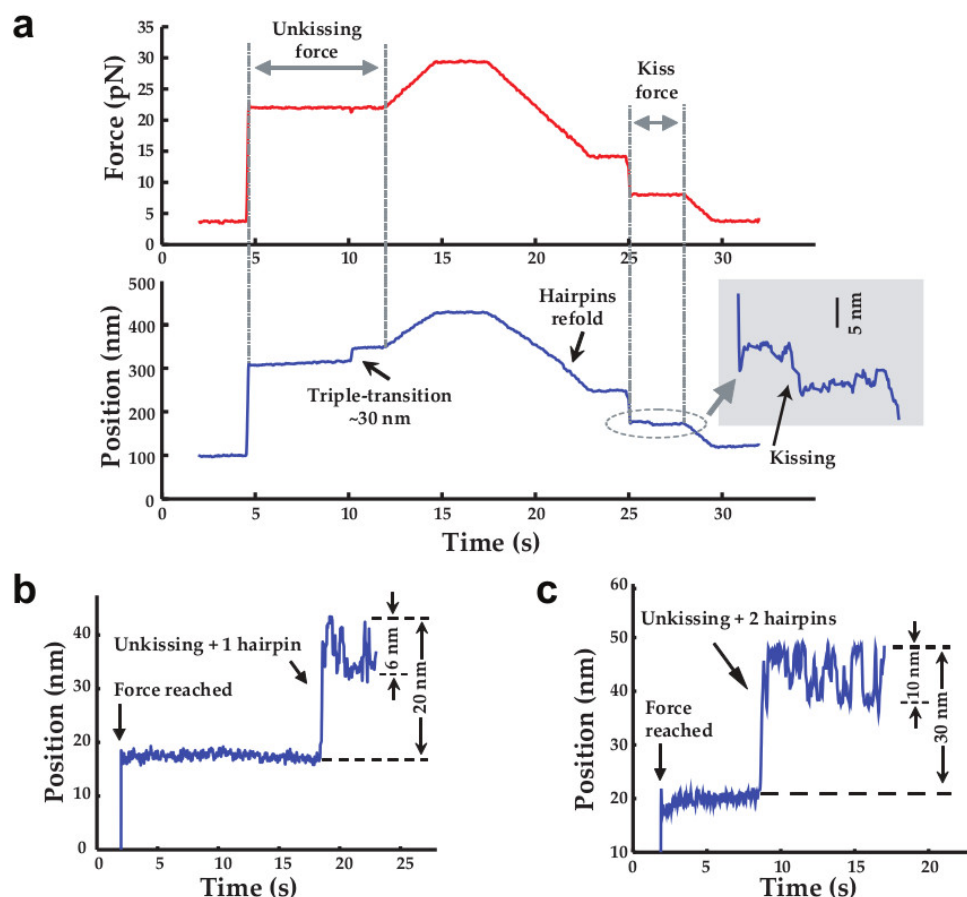 a
Unkissing
force
Kiss
force
Force (pN)
35
30
25
20
15
10
5
0
0
5
10
15
20
25
30
Position (nm)
500
400
300
200
100
0
Triple-transition
~30 nm
Hairpins
refold
5 nm
Kissing
0
5
10
15
20
25
30
Time (s)
b
Position (nm)
40
30
20
10
0
Unkissing + 1 hairpin
Force reached
6 nm
20 nm
0
5
10
15
20
25
Time (s)
c
Position (nm)
60
50
40
30
20
10
Unkissing + 2 hairpins
Force
reached
10 nm
30 nm
0
5
10
15
20
Time (s)